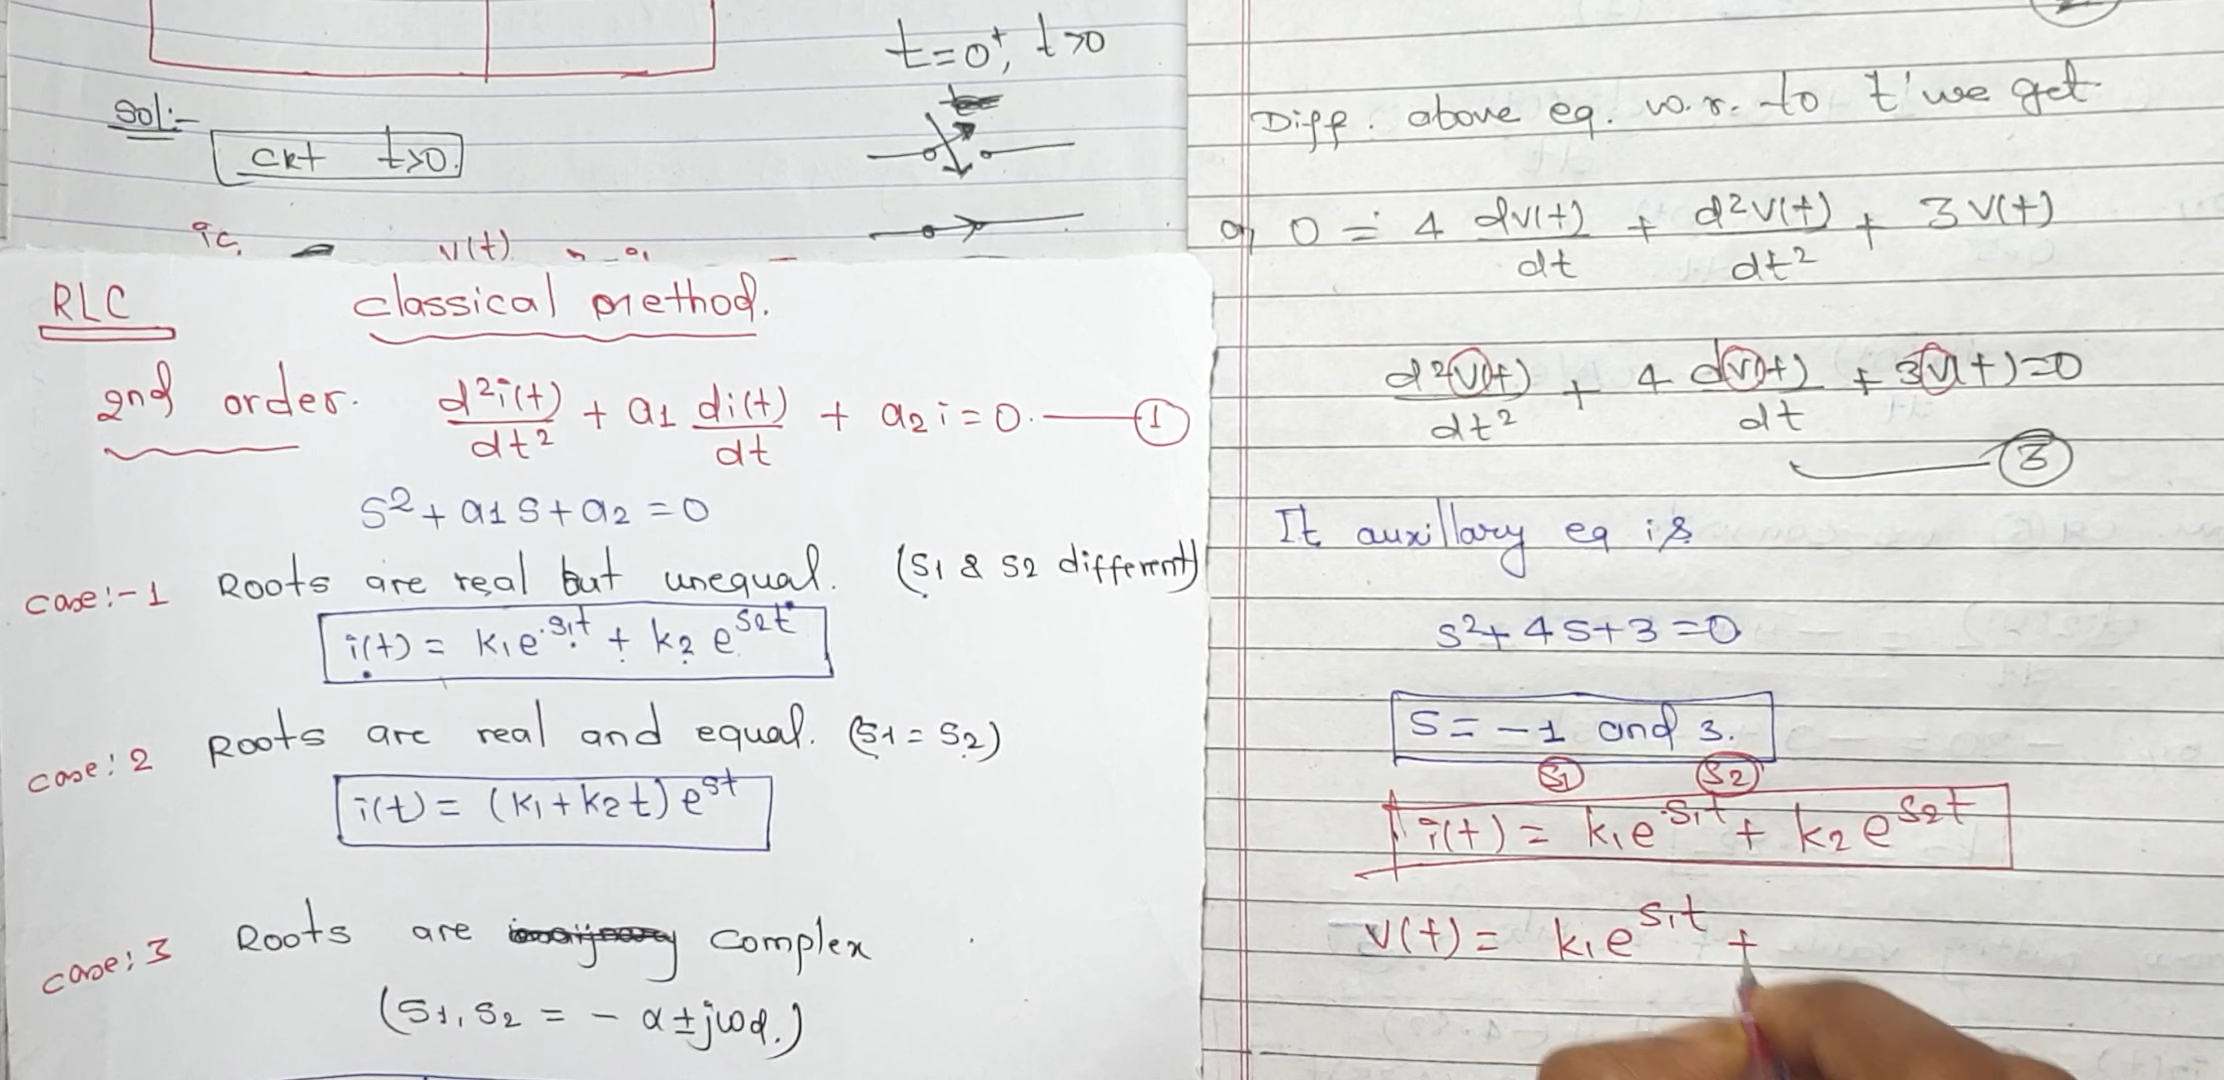 t=0⁺, t>0
Sol:-
ckt t>0.
v(t)
RLC
classical method.
2nd order. d²i(t)/dt² + a1 di(t)/dt + a2 i = 0. — ①
s² + a1 s + a2 = 0
case:-1 Roots are real but unequal. (S1 & S2 different)
i(t) = k1 e^s1t + k2 e^s2t
case: 2 Roots are real and equal. (S1 = S2)
i(t) = (k1 + k2 t) e^st
case: 3 Roots are complex
(S1, S2 = - α ± jωd.)
Diff. above eq. w.r. to t' we get
0 = 4 dv(t)/dt + d²v(t)/dt² + 3 v(t)
d²v(t)/dt² + 4 dv(t)/dt + 3v(t)=0
③
It auxillary eq is
s² + 4s + 3 = 0
S = -1 and 3.
S1 S2
i(t) = k1 e^s1t + k2 e^s2t
v(t) = k1 e^s1t +